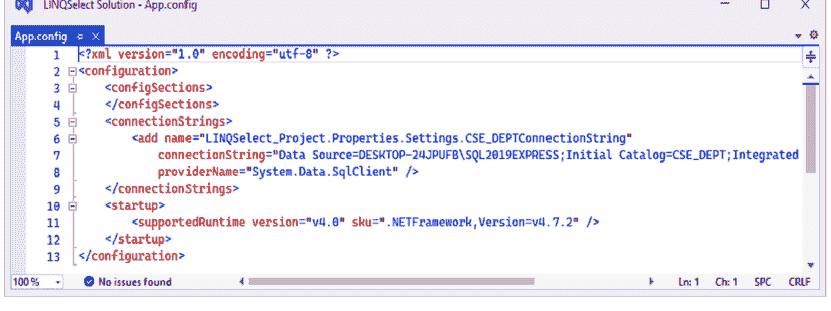 LINQSelect Solution - App.config
App.config
1 <?xml version="1.0" encoding="utf-8" ?>
2 <configuration>
3 <configSections>
4 </configSections>
5 <connectionStrings>
6 <add name="LINQSelect_Project.Properties.Settings.CSE_DEPTConnectionString"
7 connectionString="Data Source=DESKTOP-24JPUFB\SQL2019EXPRESS;Initial Catalog=CSE_DEPT;Integrated
8 providerName="System.Data.SqlClient" />
9 </connectionStrings>
10 <startup>
11 <supportedRuntime version="v4.0" sku=".NETFramework,Version=v4.7.2" />
12 </startup>
13 </configuration>
100 % No issues found Ln: 1 Ch: 1 SPC CRLF